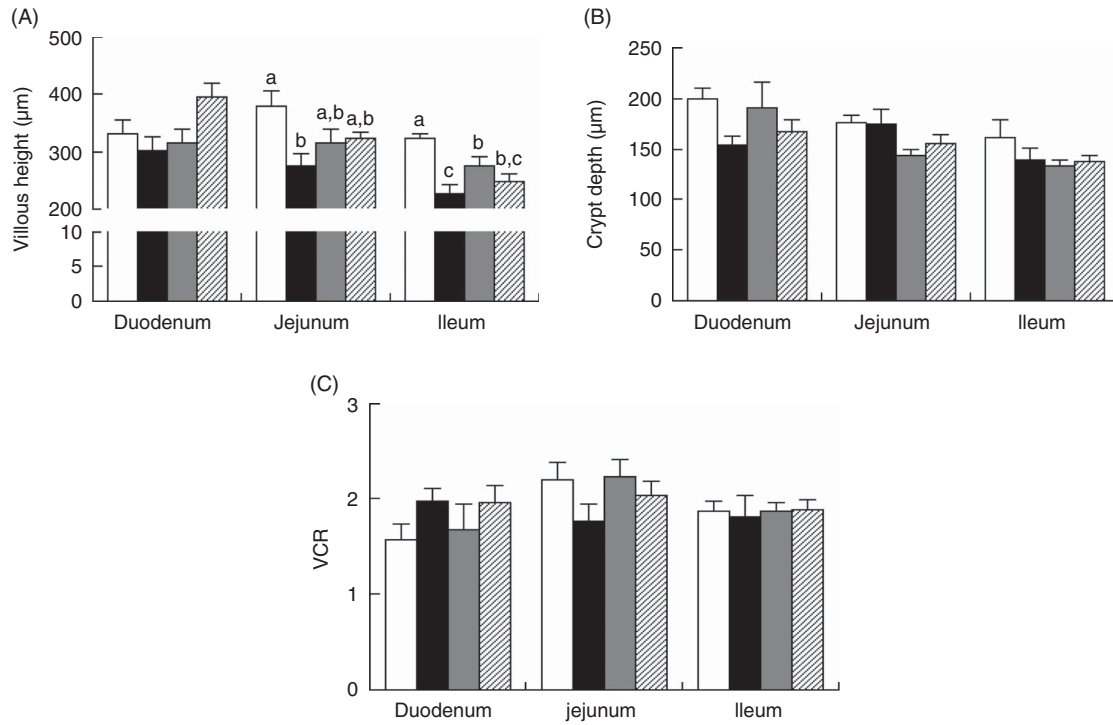 (A)
500
400
300
200
10
5
0
Villous height (μm)
a
b
a,b
a,b
a
c
b
b,c
Duodenum Jejunum Ileum
(B)
250
200
150
100
50
0
Crypt depth (μm)
Duodenum Jejunum Ileum
(C)
3
2
1
0
VCR
Duodenum jejunum Ileum